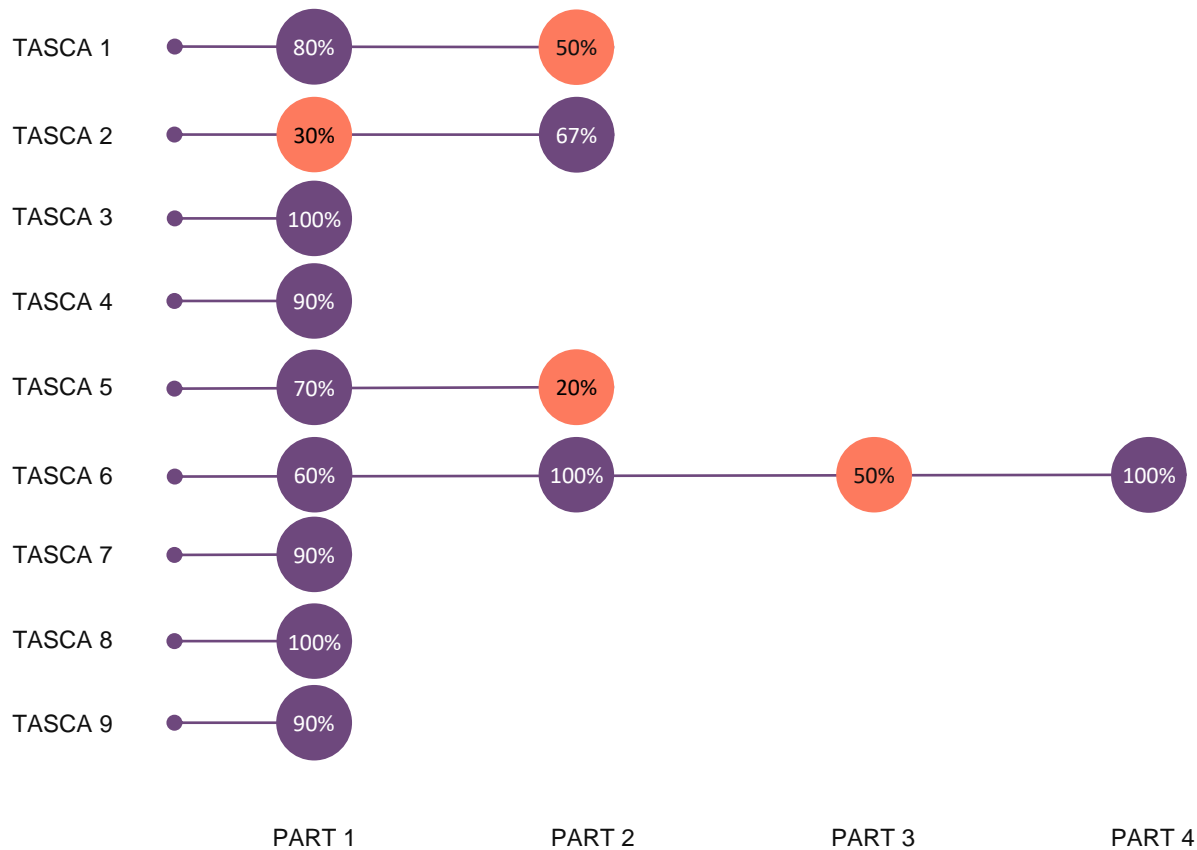 TASCA 1 80% 50%
TASCA 2 30% 67%
TASCA 3 100%
TASCA 4 90%
TASCA 5 70% 20%
TASCA 6 60% 100% 50% 100%
TASCA 7 90%
TASCA 8 100%
TASCA 9 90%
PART 1 PART 2 PART 3 PART 4